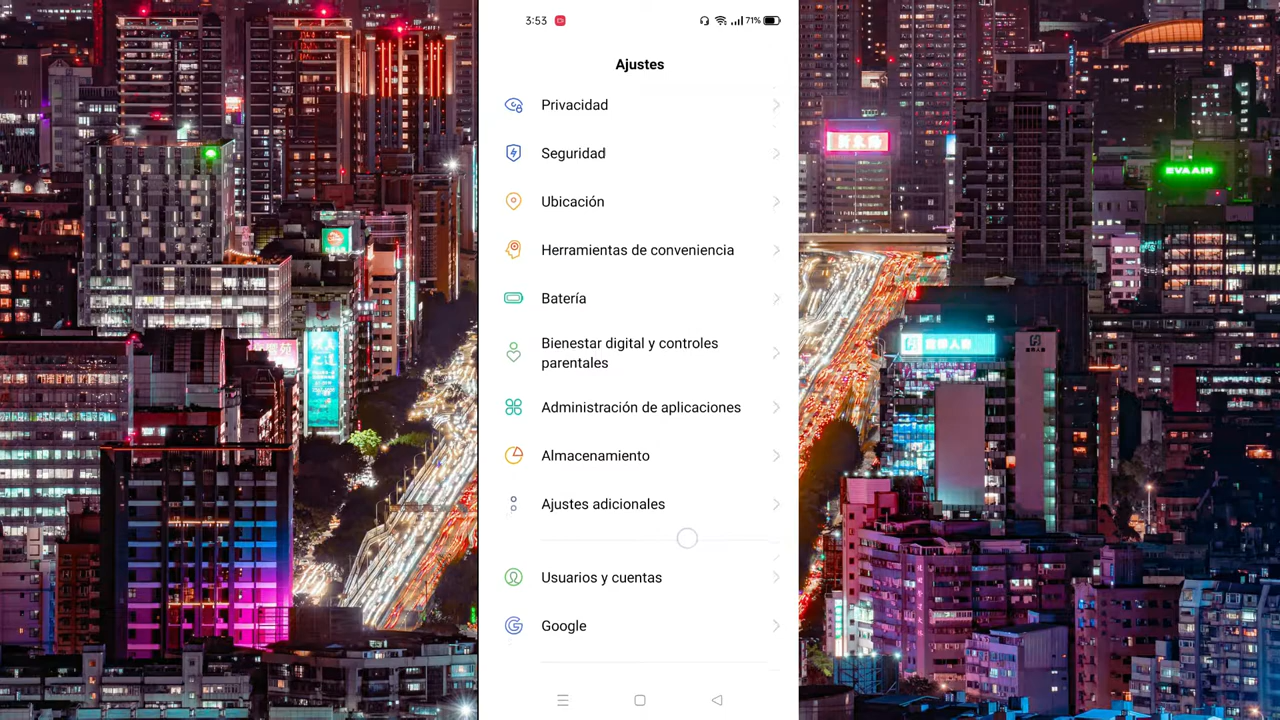 3:53
71%
Ajustes
Privacidad
Seguridad
Ubicación
Herramientas de conveniencia
Batería
Bienestar digital y controles
parentales
Administración de aplicaciones
Almacenamiento
Ajustes adicionales
Usuarios y cuentas
Google
EVA AIR